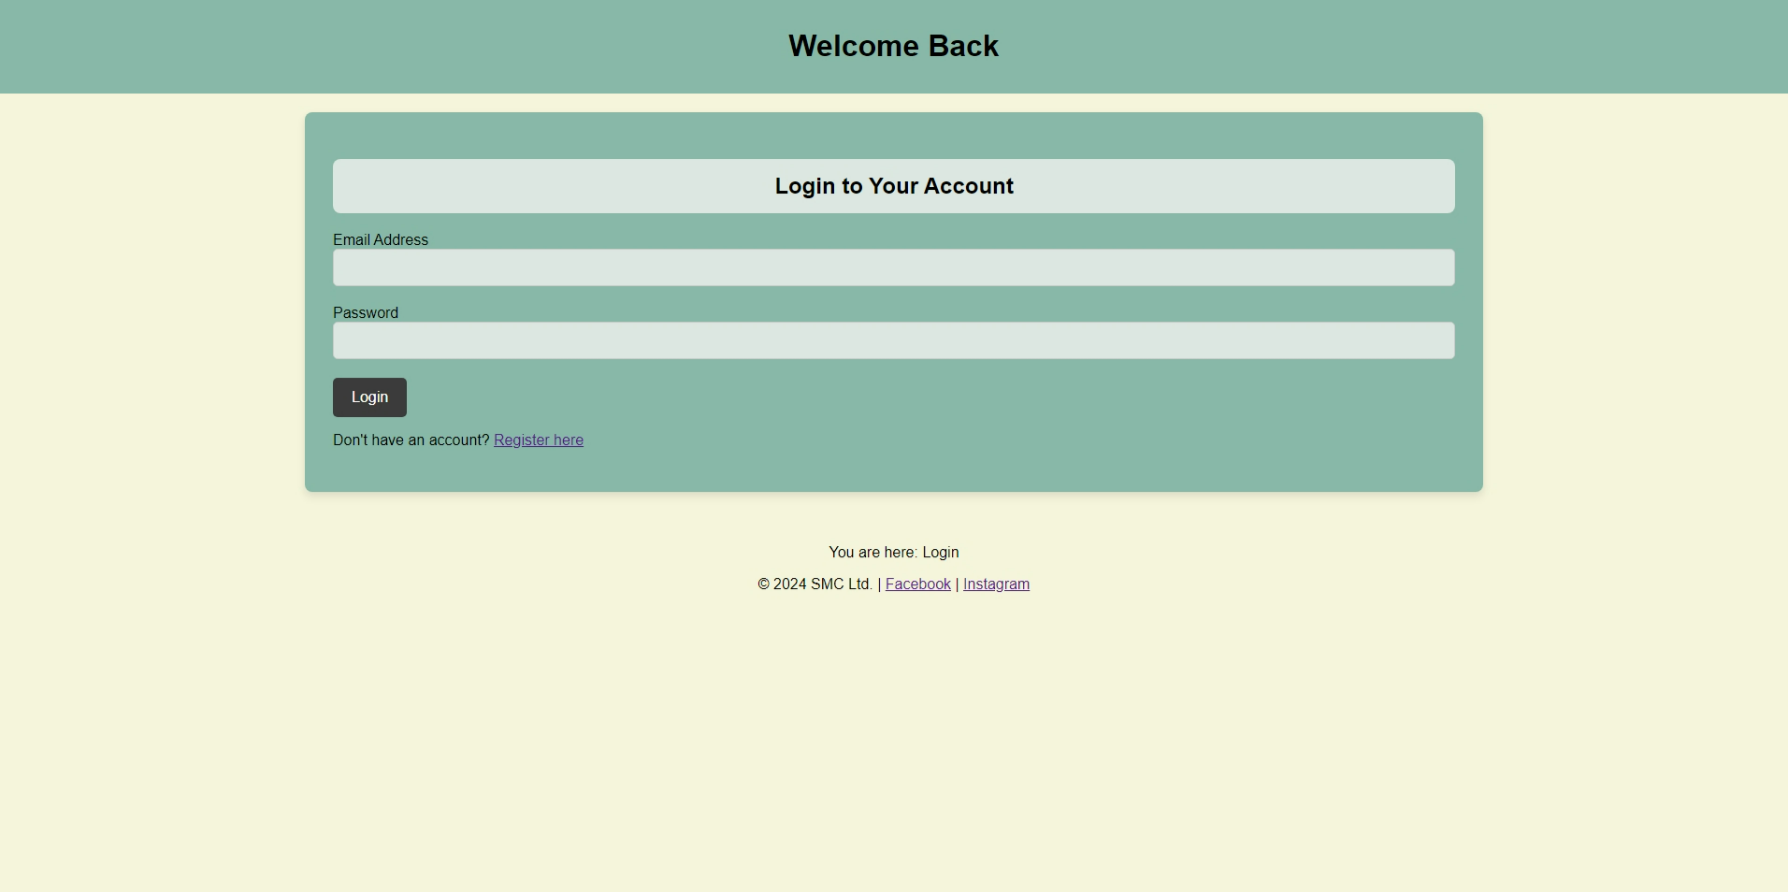 Welcome Back
Login to Your Account
Email Address
Password
Login
Don't have an account? Register here
You are here: Login
© 2024 SMC Ltd. | Facebook | Instagram